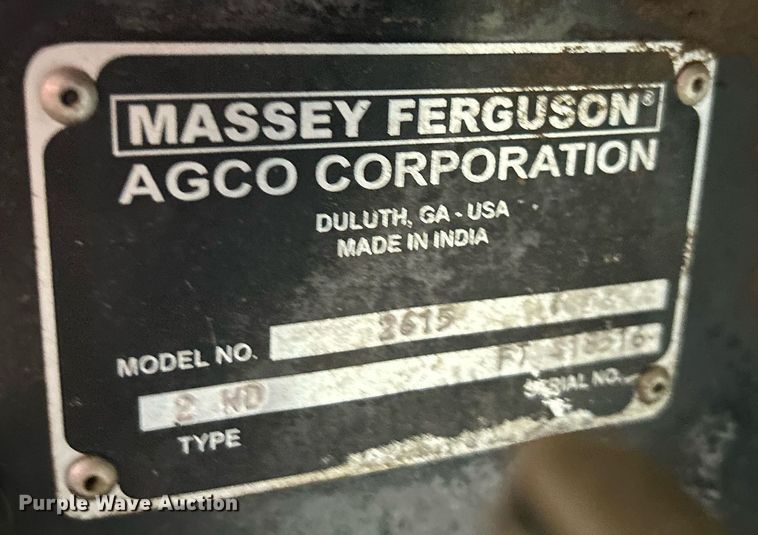 MASSEY FERGUSON®
AGCO CORPORATION
DULUTH, GA - USA
MADE IN INDIA
MODEL NO. 2615
2 WD
TYPE
SERIAL NO.
Purple Wave Auction